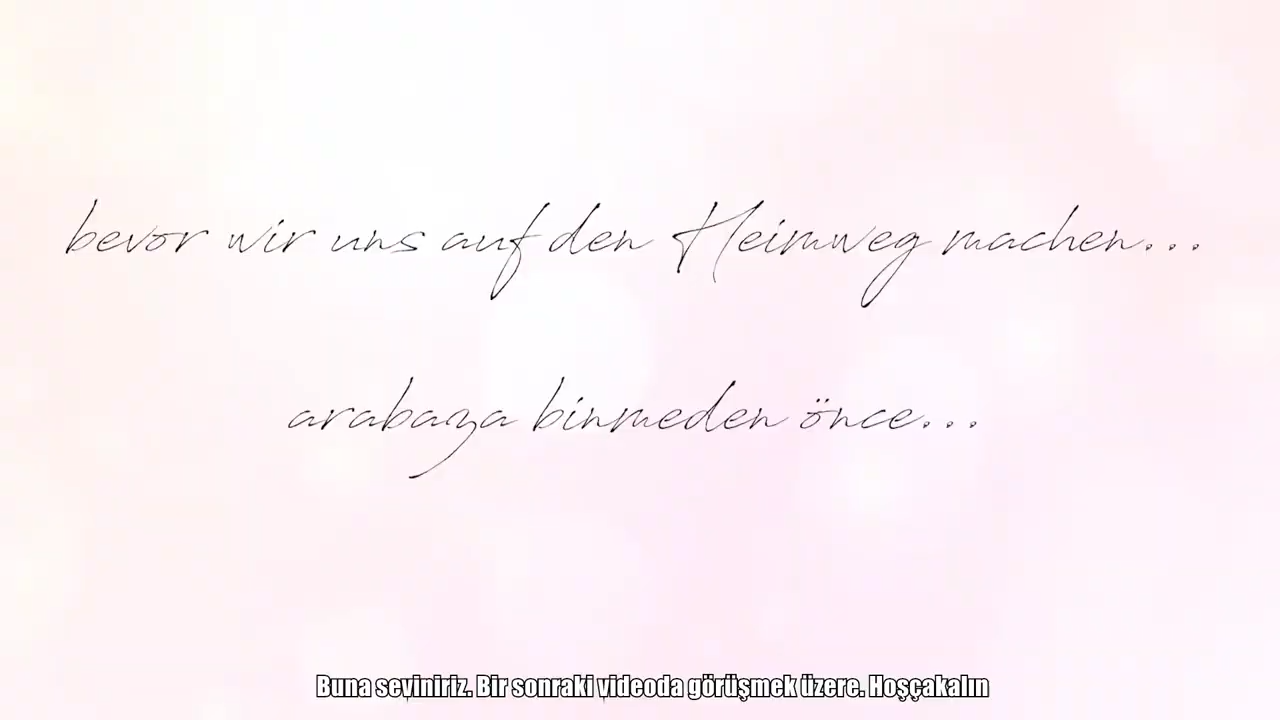 bevor wir uns auf den Heimweg machen...
arabaya binmeden önce...
Buna seviniriz. Bir sonraki videoda görüşmek üzere. Hoşçakalın